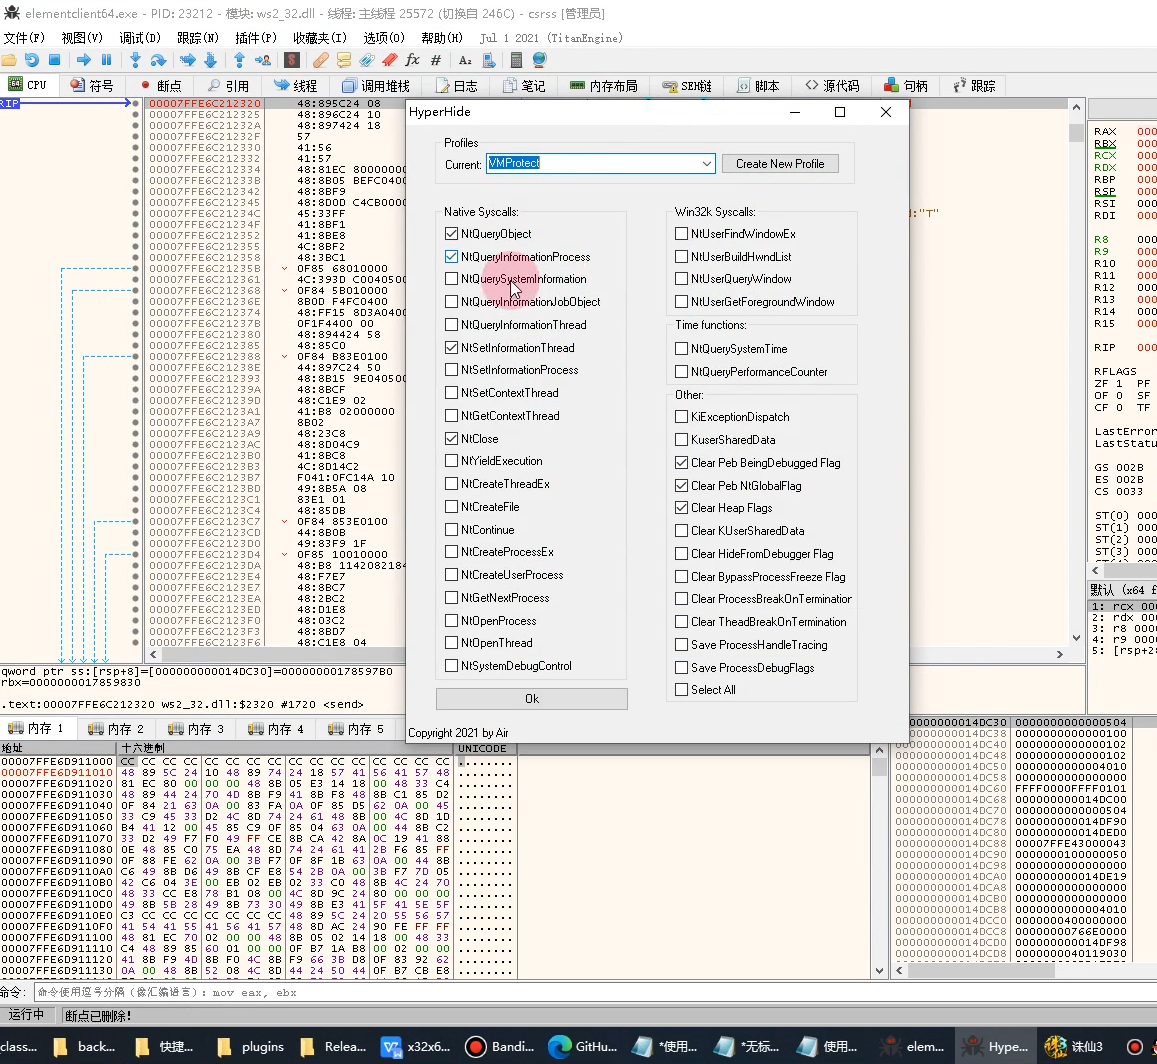 elementclient64.exe - PID: 23212 - 模块: ws2_32.dll - 线程: 主线程 25572 (切换自 246C) - csrss [管理员]
文件(F) 视图(V) 调试(D) 跟踪(N) 插件(P) 收藏夹(I) 选项(O) 帮助(H) Jul 1 2021 (TitanEngine)
CPU 符号 断点 引用 线程 调用堆栈 日志 笔记 内存布局 SEH链 脚本 源代码 句柄 跟踪
RIP
00007FFE6C212320 48:895C24 08
00007FFE6C212325 48:896C24 10
00007FFE6C21232A 48:897424 18
00007FFE6C21232F 57
41:56
41:57
00007FFE6C212334 48:81EC 80000000
48:8B05 BEFC0400
48:8BF9
48:8D0D C4CB0000
00007FFE6C21234C 45:33FF
41:8BF1
41:8BE8
4C:8BF2
48:3BC1
0F85 68010000
4C:393D C0040500
0F84 5B010000
8B0D F4FC0400
48:FF15 8D3A0400
0F1F4400 00
894424 58
48:85C0
00007FFE6C212388 0F84 B83E0100
44:897C24 50
00007FFE6C212393 48:8B15 9E040500
00007FFE6C21239A 48:8BCF
00007FFE6C21239D 48:C1E9 02
00007FFE6C2123A1 41:B8 02000000
00007FFE6C2123A7 8B02
00007FFE6C2123A9 48:23C8
00007FFE6C2123AC 48:8D04C9
00007FFE6C2123B0 41:8BC8
00007FFE6C2123B3 4C:8D14C2
00007FFE6C2123B7 F041:0FC14A 10
49:8B5A 08
83E1 01
48:85DB
00007FFE6C2123C7 0F84 853E0100
00007FFE6C2123CD 44:8B0B
49:83F9 1F
00007FFE6C2123D4 0F85 10010000
00007FFE6C2123DA 48:B8 1142082184
00007FFE6C2123E4 48:F7E7
00007FFE6C2123E7 48:8BC7
00007FFE6C2123EA 48:2BC2
00007FFE6C2123ED 48:D1E8
00007FFE6C2123F0 48:03C2
00007FFE6C2123F3 48:8BD7
00007FFE6C2123F6 48:C1E8 04
HyperHide
Profiles
Current: VMProtect Create New Profile
Native Syscalls:
NtQueryObject
NtQueryInformationProcess
NtQuerySystemInformation
NtQueryInformationJobObject
NtQueryInformationThread
NtSetInformationThread
NtSetInformationProcess
NtSetContextThread
NtGetContextThread
NtClose
NtYieldExecution
NtCreateThreadEx
NtCreateFile
NtContinue
NtCreateProcessEx
NtCreateUserProcess
NtGetNextProcess
NtOpenProcess
NtOpenThread
NtSystemDebugControl
Ok
Win32k Syscalls:
NtUserFindWindowEx
NtUserBuildHwndList
NtUserQueryWindow
NtUserGetForegroundWindow
Time functions:
NtQuerySystemTime
NtQueryPerformanceCounter
Other:
KiExceptionDispatch
KuserSharedData
Clear Peb BeingDebugged Flag
Clear Peb NtGlobalFlag
Clear Heap Flags
Clear KUserSharedData
Clear HideFromDebugger Flag
Clear BypassProcessFreeze Flag
Clear ProcessBreakOnTermination
Clear TheadBreakOnTermination
Save ProcessHandleTracing
Save ProcessDebugFlags
Select All
Copyright 2021 by Air
:"T"
RAX 000
RBX 000
RCX 000
RDX 000
RBP 000
RSP 000
RSI 000
RDI 000
R8 000
R9 000
R10 000
R11 000
R12 000
R13 000
R14 000
R15 000
RIP 000
RFLAGS
ZF 1 PF
OF 0 SF
CF 0 TF
LastError
LastStatu
GS 002B
ES 002B
CS 0033
ST(0) 000
ST(1) 000
ST(2) 000
ST(3) 000
默认 (x64 f
1: rcx 000
2: rdx 000
3: r8 0000
4: r9 0000
5: [rsp+28
qword ptr ss:[rsp+8]=[000000000014DC30]=00000000178597B0
rbx=0000000017859830
.text:00007FFE6C212320 ws2_32.dll:$2320 #1720 <send>
内存 1 内存 2 内存 3 内存 4 内存 5
地址 十六进制 UNICODE
00007FFE6D911000 CC CC CC CC CC CC CC CC CC CC CC CC CC CC CC CC
00007FFE6D911010 48 89 5C 24 10 48 89 74 24 18 57 41 56 41 57 48
00007FFE6D911020 81 EC 80 00 00 00 48 8B 05 E3 14 18 00 48 33 C4
00007FFE6D911030 48 89 44 24 70 4D 8B F9 41 8B F8 48 8B C1 85 D2
00007FFE6D911040 0F 84 21 63 0A 00 83 FA 0A 0F 85 D5 62 0A 00 45
00007FFE6D911050 33 C9 45 33 D2 4C 8D 74 24 61 48 8B 00 4C 8D 1D
00007FFE6D911060 B4 41 12 00 45 85 C9 0F 85 04 63 0A 00 44 8B C2
00007FFE6D911070 33 D2 49 F7 F0 49 FF CE 8B CA 42 8A 0C 19 41 88
00007FFE6D911080 0E 48 85 C0 75 EA 48 8D 74 24 61 41 2B F6 85 FF
00007FFE6D911090 0F 88 FE 62 0A 00 3B F7 0F 8F 1B 63 0A 00 44 8B
00007FFE6D9110A0 C6 49 8B D6 49 8B CF E8 54 2B 0A 00 3B F7 7D 05
00007FFE6D9110B0 42 C6 04 3E 00 EB 02 EB 02 33 C0 48 8B 4C 24 70
00007FFE6D9110C0 48 33 CC E8 78 B1 08 00 4C 8D 9C 24 80 00 00 00
00007FFE6D9110D0 49 8B 5B 28 49 8B 73 30 49 8B E3 41 5F 41 5E 5F
00007FFE6D9110E0 C3 CC CC CC CC CC CC CC 48 89 5C 24 20 55 56 57
00007FFE6D9110F0 41 54 41 55 41 56 41 57 48 8D AC 24 90 FE FF FF
00007FFE6D911100 48 81 EC 70 02 00 00 48 8B 05 02 14 18 00 48 33
00007FFE6D911110 C4 48 89 85 60 01 00 00 0F B7 1A B8 00 02 00 00
00007FFE6D911120 41 8B F9 4D 8B F0 4C 8B F9 66 3B D8 0F 83 92 62
00007FFE6D911130 0A 00 48 8B 52 08 4C 8D 44 24 50 44 0F B7 CB E8
000000000014DC30 0000000000000504
000000000014DC38 0000000000000100
000000000014DC40 0000000000000102
000000000014DC48 0000000000000102
000000000014DC50 0000000000004010
000000000014DC58 0000000000000000
000000000014DC60 FFFF0000FFFF0101
000000000014DC68 000000000014DC00
000000000014DC70 0000000000000504
000000000014DC78 000000000014DF90
000000000014DC80 000000000014DED0
000000000014DC88 00007FFE43000043
000000000014DC90 0000000100000050
000000000014DC98 0000000000000000
000000000014DCA0 000000000014DE19
000000000014DCA8 0000000000000000
000000000014DCB0 0000000000000000
000000000014DCB8 0000000000004010
000000000014DCC0 0000000400000000
000000000014DCC8 00000000766E0000
000000000014DCD0 000000000014DF98
000000000014DCD8 0000000040119030
命令: 命令使用逗号分隔 (像汇编语言): mov eax, ebx
运行中 断点已删除!
class... back... 快捷... plugins Relea... x32x6... Bandi... GitHu... *使用... *无标... 使用... elem... Hype... 诛仙3